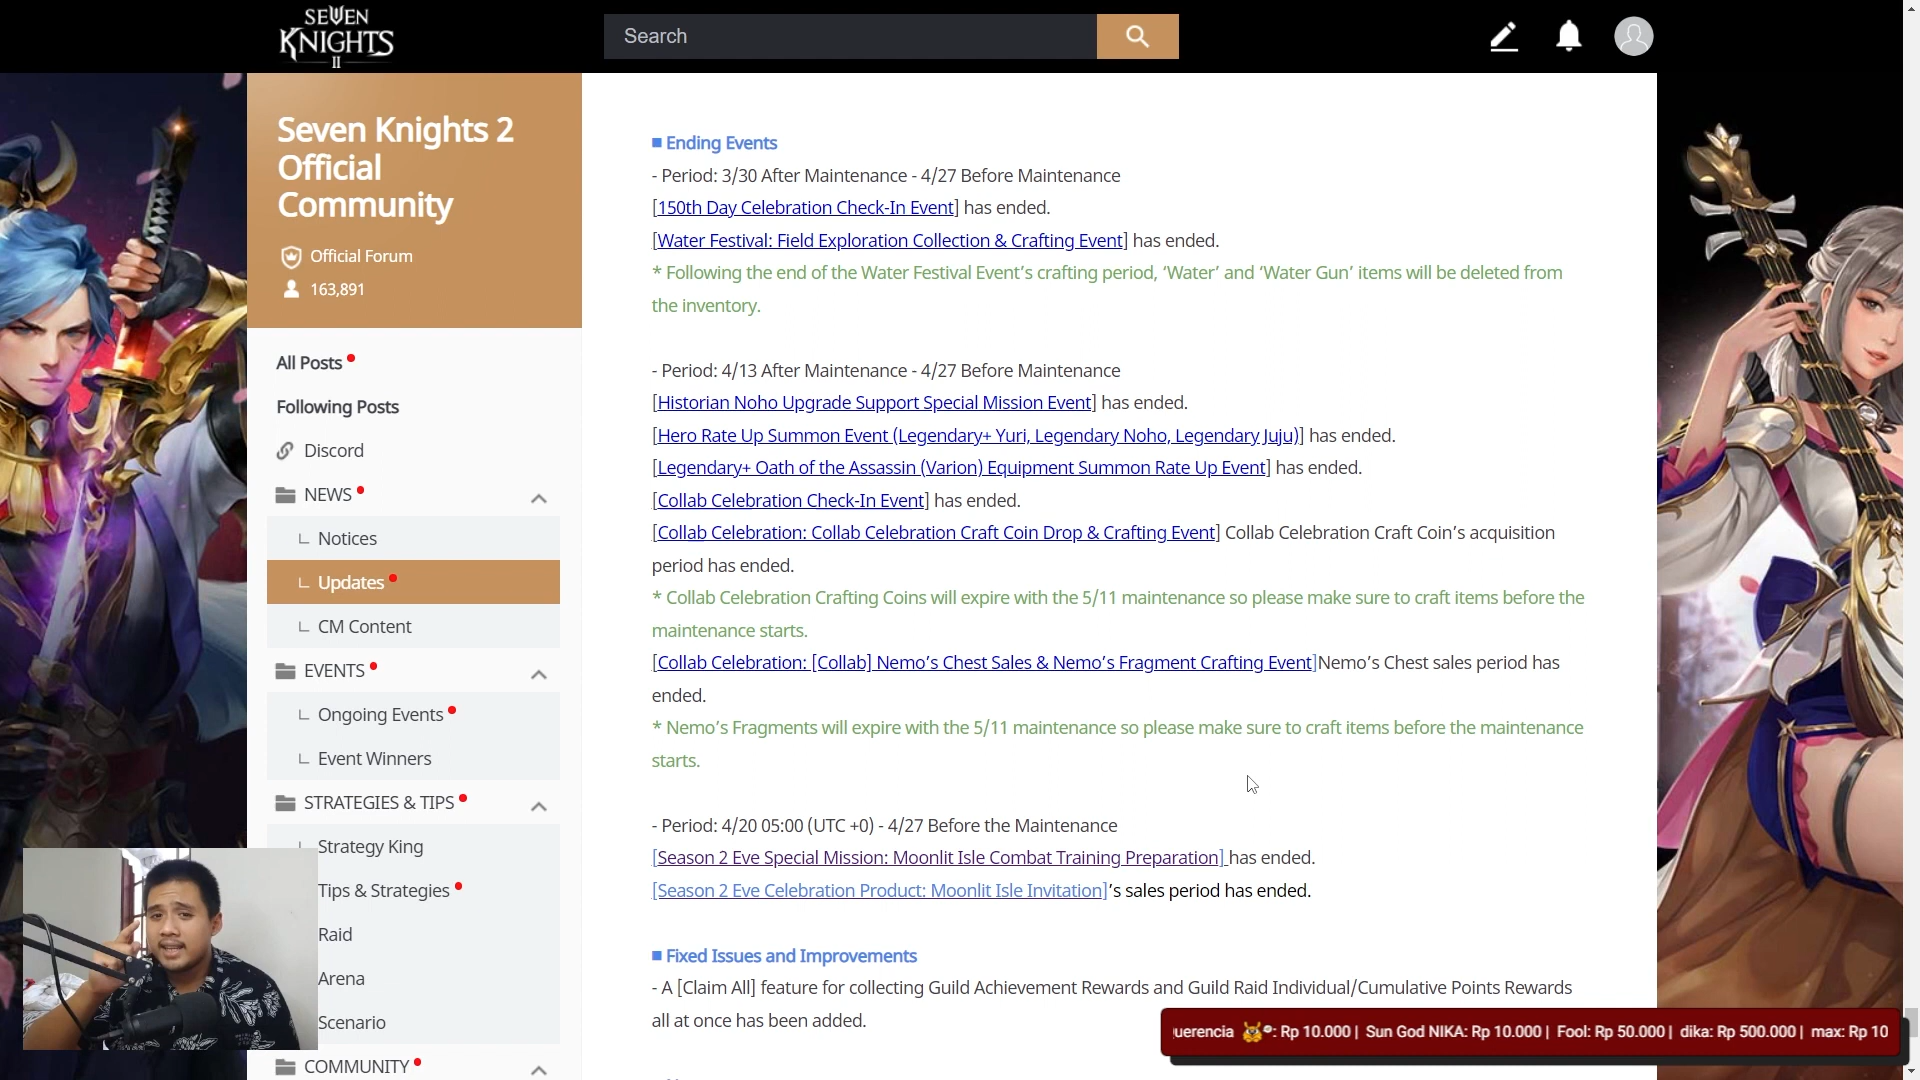 SEVEN
KNIGHTS
II
Search
Seven Knights 2
Official
Community
Official Forum
163,891
All Posts
Following Posts
Discord
NEWS
Notices
Updates
CM Content
EVENTS
Ongoing Events
Event Winners
STRATEGIES & TIPS
Strategy King
Tips & Strategies
Raid
Arena
Scenario
COMMUNITY
■ Ending Events
- Period: 3/30 After Maintenance - 4/27 Before Maintenance
[150th Day Celebration Check-In Event] has ended.
[Water Festival: Field Exploration Collection & Crafting Event] has ended.
* Following the end of the Water Festival Event’s crafting period, ‘Water’ and ‘Water Gun’ items will be deleted from
the inventory.
- Period: 4/13 After Maintenance - 4/27 Before Maintenance
[Historian Noho Upgrade Support Special Mission Event] has ended.
[Hero Rate Up Summon Event (Legendary+ Yuri, Legendary Noho, Legendary Juju)] has ended.
[Legendary+ Oath of the Assassin (Varion) Equipment Summon Rate Up Event] has ended.
[Collab Celebration Check-In Event] has ended.
[Collab Celebration: Collab Celebration Craft Coin Drop & Crafting Event] Collab Celebration Craft Coin’s acquisition
period has ended.
* Collab Celebration Crafting Coins will expire with the 5/11 maintenance so please make sure to craft items before the
maintenance starts.
[Collab Celebration: [Collab] Nemo’s Chest Sales & Nemo’s Fragment Crafting Event]Nemo’s Chest sales period has
ended.
* Nemo’s Fragments will expire with the 5/11 maintenance so please make sure to craft items before the maintenance
starts.
- Period: 4/20 05:00 (UTC +0) - 4/27 Before the Maintenance
[Season 2 Eve Special Mission: Moonlit Isle Combat Training Preparation] has ended.
[Season 2 Eve Celebration Product: Moonlit Isle Invitation]’s sales period has ended.
■ Fixed Issues and Improvements
- A [Claim All] feature for collecting Guild Achievement Rewards and Guild Raid Individual/Cumulative Points Rewards
all at once has been added.
uerencia : Rp 10.000 | Sun God NIKA: Rp 10.000 | Fool: Rp 50.000 | dika: Rp 500.000 | max: Rp 10